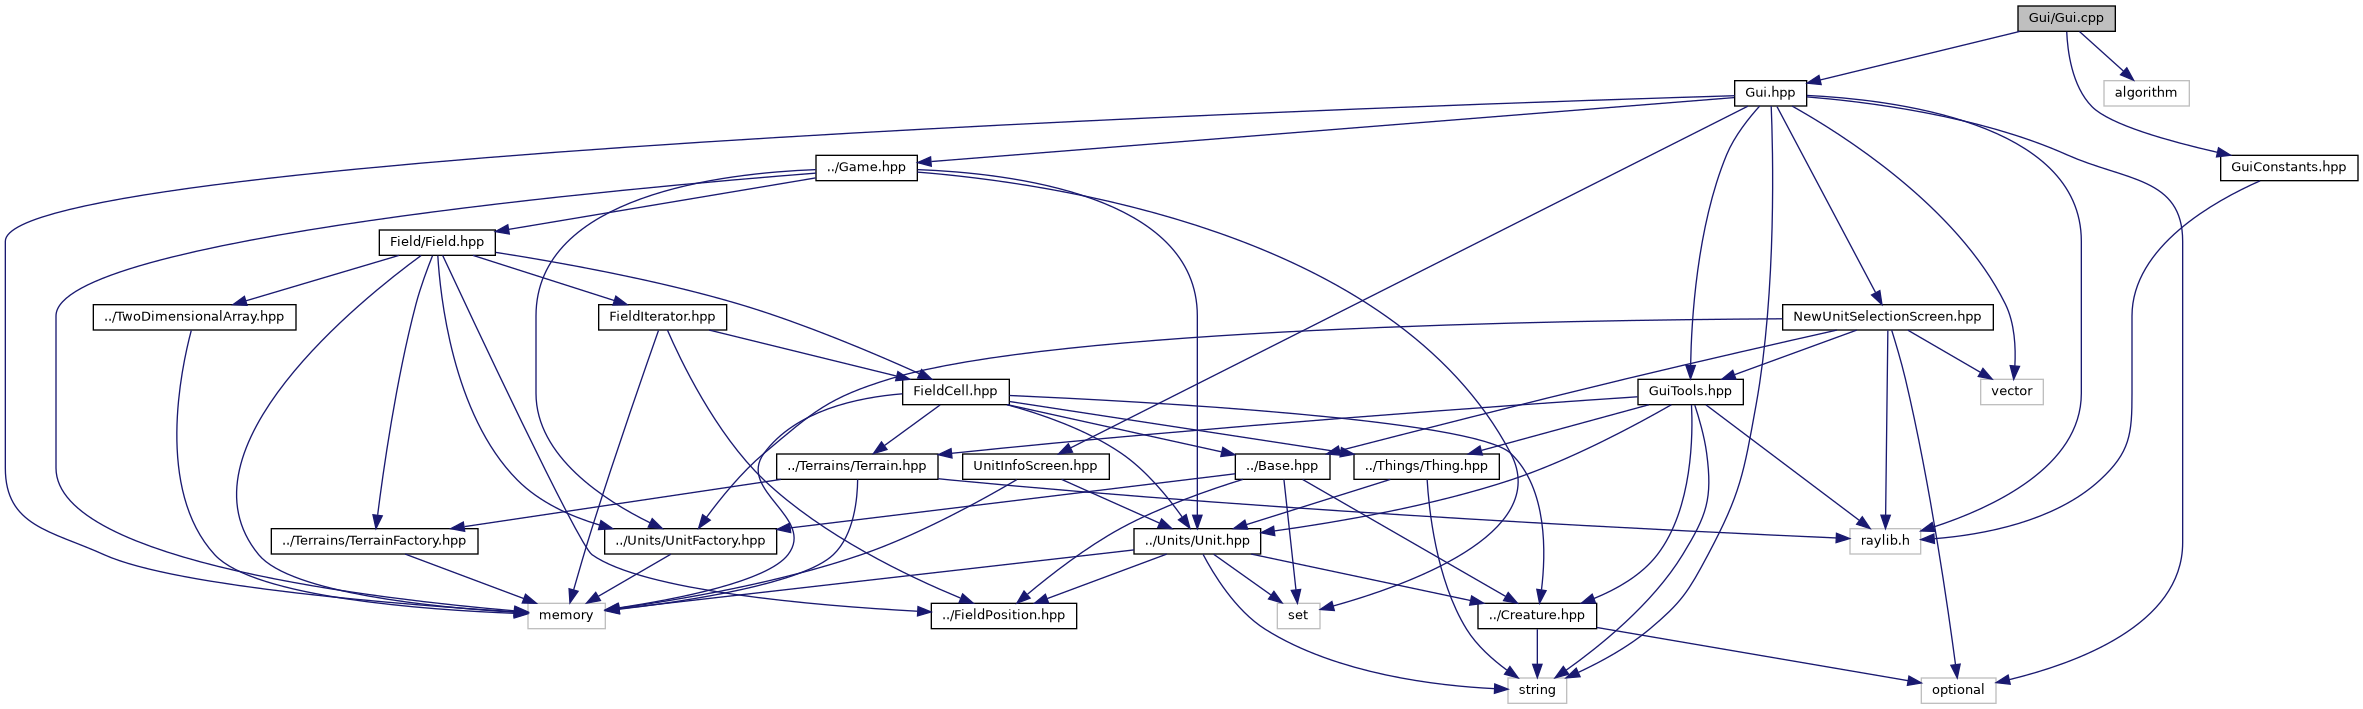 Gui/Gui.cpp
Gui.hpp
algorithm
../Game.hpp
GuiConstants.hpp
Field/Field.hpp
../TwoDimensionalArray.hpp
FieldIterator.hpp
NewUnitSelectionScreen.hpp
FieldCell.hpp
GuiTools.hpp
vector
../Terrains/Terrain.hpp
UnitInfoScreen.hpp
../Base.hpp
../Things/Thing.hpp
../Terrains/TerrainFactory.hpp
../Units/UnitFactory.hpp
../Units/Unit.hpp
raylib.h
memory
../FieldPosition.hpp
set
../Creature.hpp
string
optional